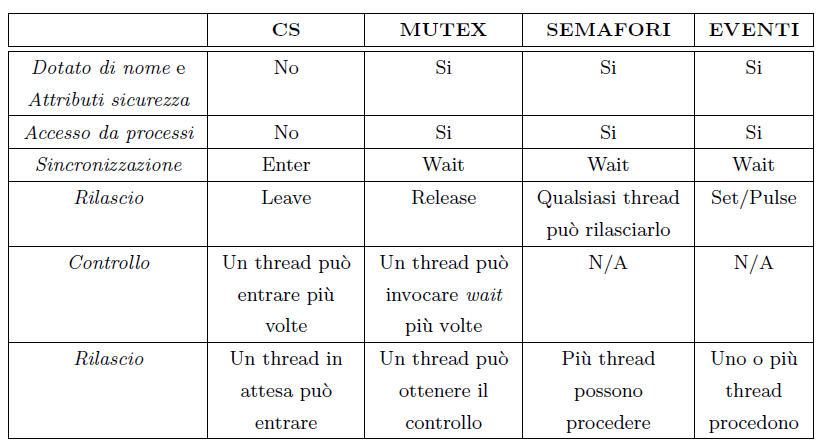 CS MUTEX SEMAFORI EVENTI
Dotato di nome e No Si Si Si
Attributi sicurezza
Accesso da processi No Si Si Si
Sincronizzazione Enter Wait Wait Wait
Rilascio Leave Release Qualsiasi thread Set/Pulse
può rilasciarlo
Controllo Un thread può Un thread può N/A N/A
entrare più invocare wait
volte più volte
Rilascio Un thread in Un thread può Più thread Uno o più
attesa può ottenere il possono thread
entrare controllo procedere procedono